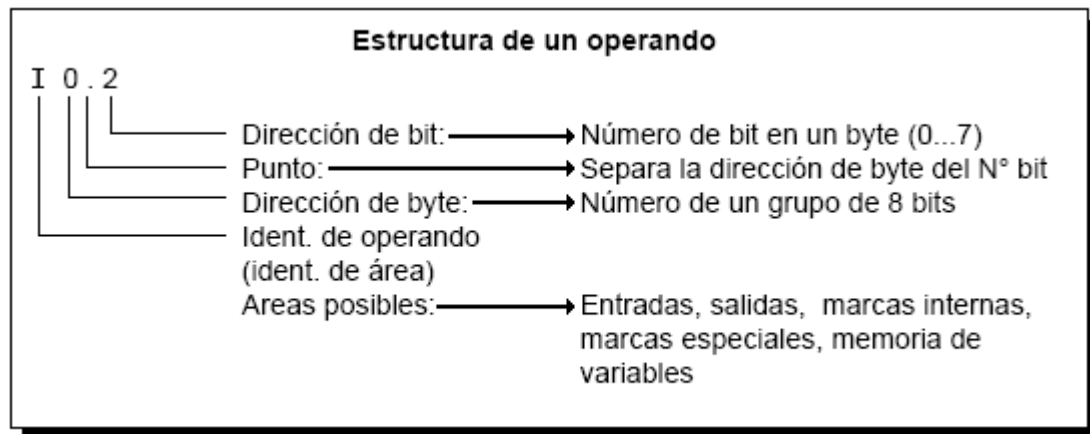 Estructura de un operando
I 0.2
Dirección de bit: Número de bit en un byte (0...7)
Punto: Separa la dirección de byte del N° bit
Dirección de byte: Número de un grupo de 8 bits
Ident. de operando
(ident. de área)
Areas posibles: Entradas, salidas, marcas internas,
marcas especiales, memoria de
variables